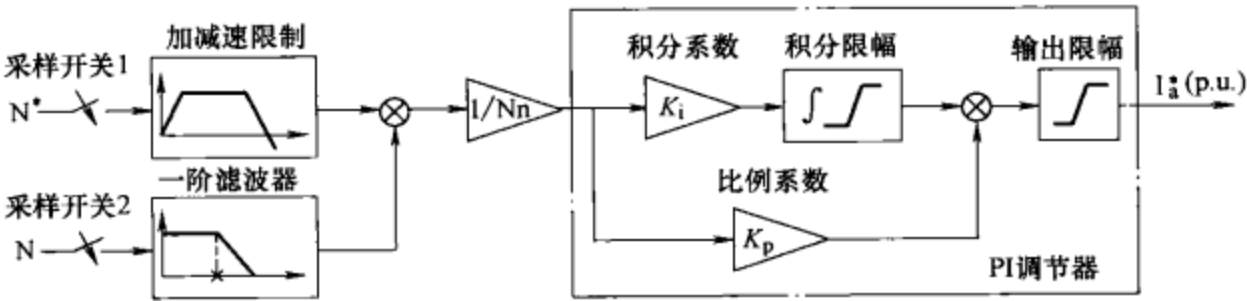 加减速限制
采样开关1
N*
一阶滤波器
采样开关2
N
1/Nn
积分系数
Ki
积分限幅
∫
输出限幅
I*a(p.u.)
比例系数
Kp
PI调节器